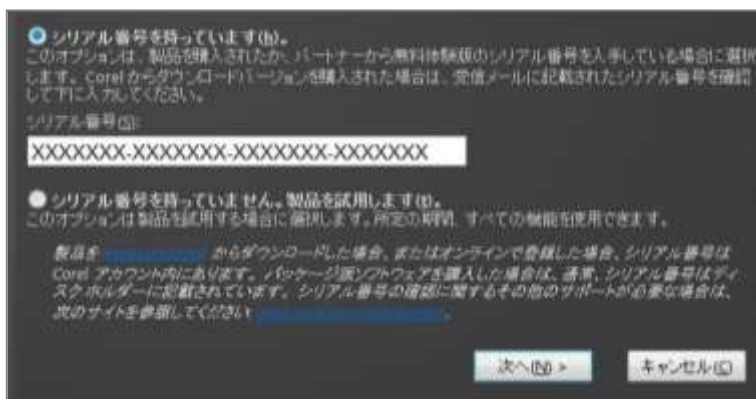 シリアル番号を持っています(h)。
このオプションは、製品を購入されたか、パートナーから無料体験版のシリアル番号を入手している場合に選択
します。Corel からダウンロードバージョンを購入された場合は、受信メールに記載されたシリアル番号を確認
して下に入力してください。
シリアル番号(S):
XXXXXXX-XXXXXXX-XXXXXXX-XXXXXXX
シリアル番号を持っていません。製品を試用します(t)。
このオプションは製品を試用する場合に選択します。所定の期間、すべての機能を使用できます。
製品を からダウンロードした場合、またはオンラインで登録した場合、シリアル番号は
Corel アカウント内にあります。パッケージ版ソフトウェアを購入した場合は、通常、シリアル番号はディ
スク ホルダーに記載されています。シリアル番号の確認に関するその他のサポートが必要な場合は、
次のサイトを参照してください 。
次へ(N) >
キャンセル(C)